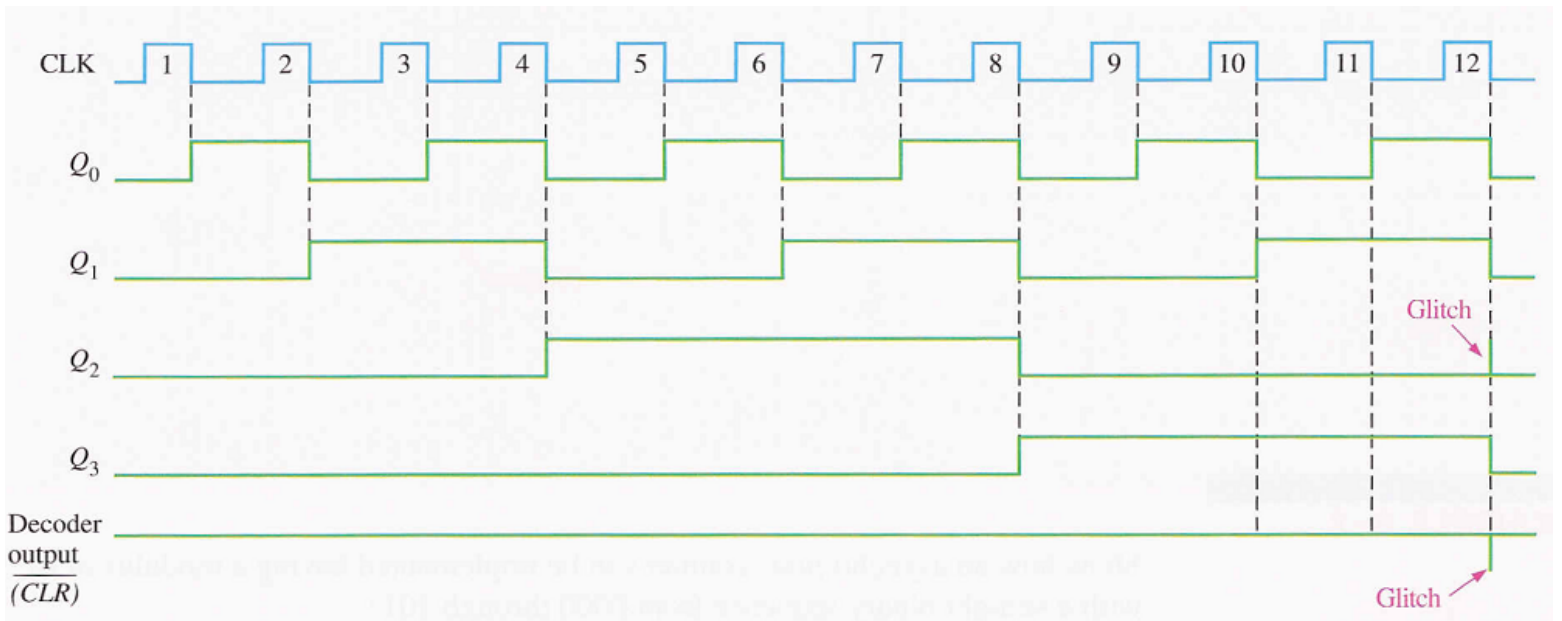 CLK 1 2 3 4 5 6 7 8 9 10 11 12
Q0
Q1
Glitch
Q2
Q3
Decoder
output
(CLR)
Glitch